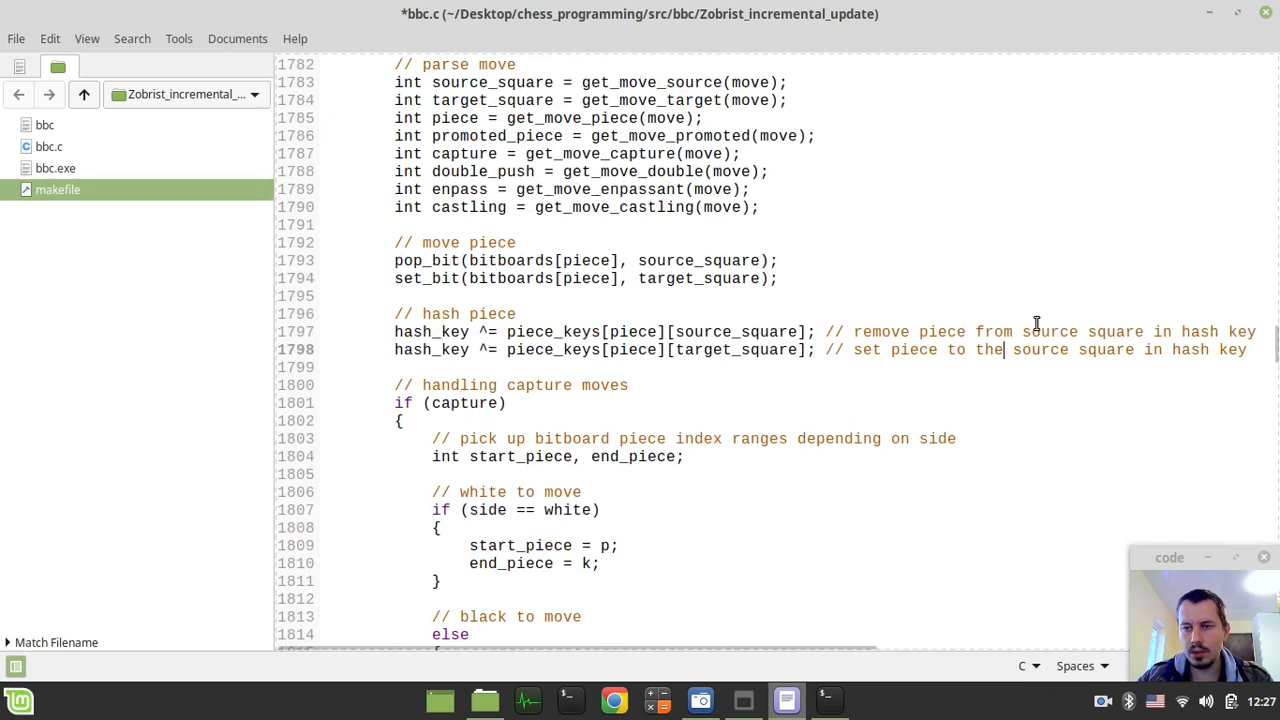 *bbc.c (~/Desktop/chess_programming/src/bbc/Zobrist_incremental_update)
File Edit View Search Tools Documents Help
Zobrist_incremental_...
bbc
bbc.c
bbc.exe
makefile
Match Filename
1782 // parse move
1783 int source_square = get_move_source(move);
1784 int target_square = get_move_target(move);
1785 int piece = get_move_piece(move);
1786 int promoted_piece = get_move_promoted(move);
1787 int capture = get_move_capture(move);
1788 int double_push = get_move_double(move);
1789 int enpass = get_move_enpassant(move);
1790 int castling = get_move_castling(move);
1791
1792 // move piece
1793 pop_bit(bitboards[piece], source_square);
1794 set_bit(bitboards[piece], target_square);
1795
1796 // hash piece
1797 hash_key ^= piece_keys[piece][source_square]; // remove piece from source square in hash key
1798 hash_key ^= piece_keys[piece][target_square]; // set piece to the source square in hash key
1799
1800 // handling capture moves
1801 if (capture)
1802 {
1803 // pick up bitboard piece index ranges depending on side
1804 int start_piece, end_piece;
1805
1806 // white to move
1807 if (side == white)
1808 {
1809 start_piece = p;
1810 end_piece = k;
1811 }
1812
1813 // black to move
1814 else
code
C Spaces
12:27